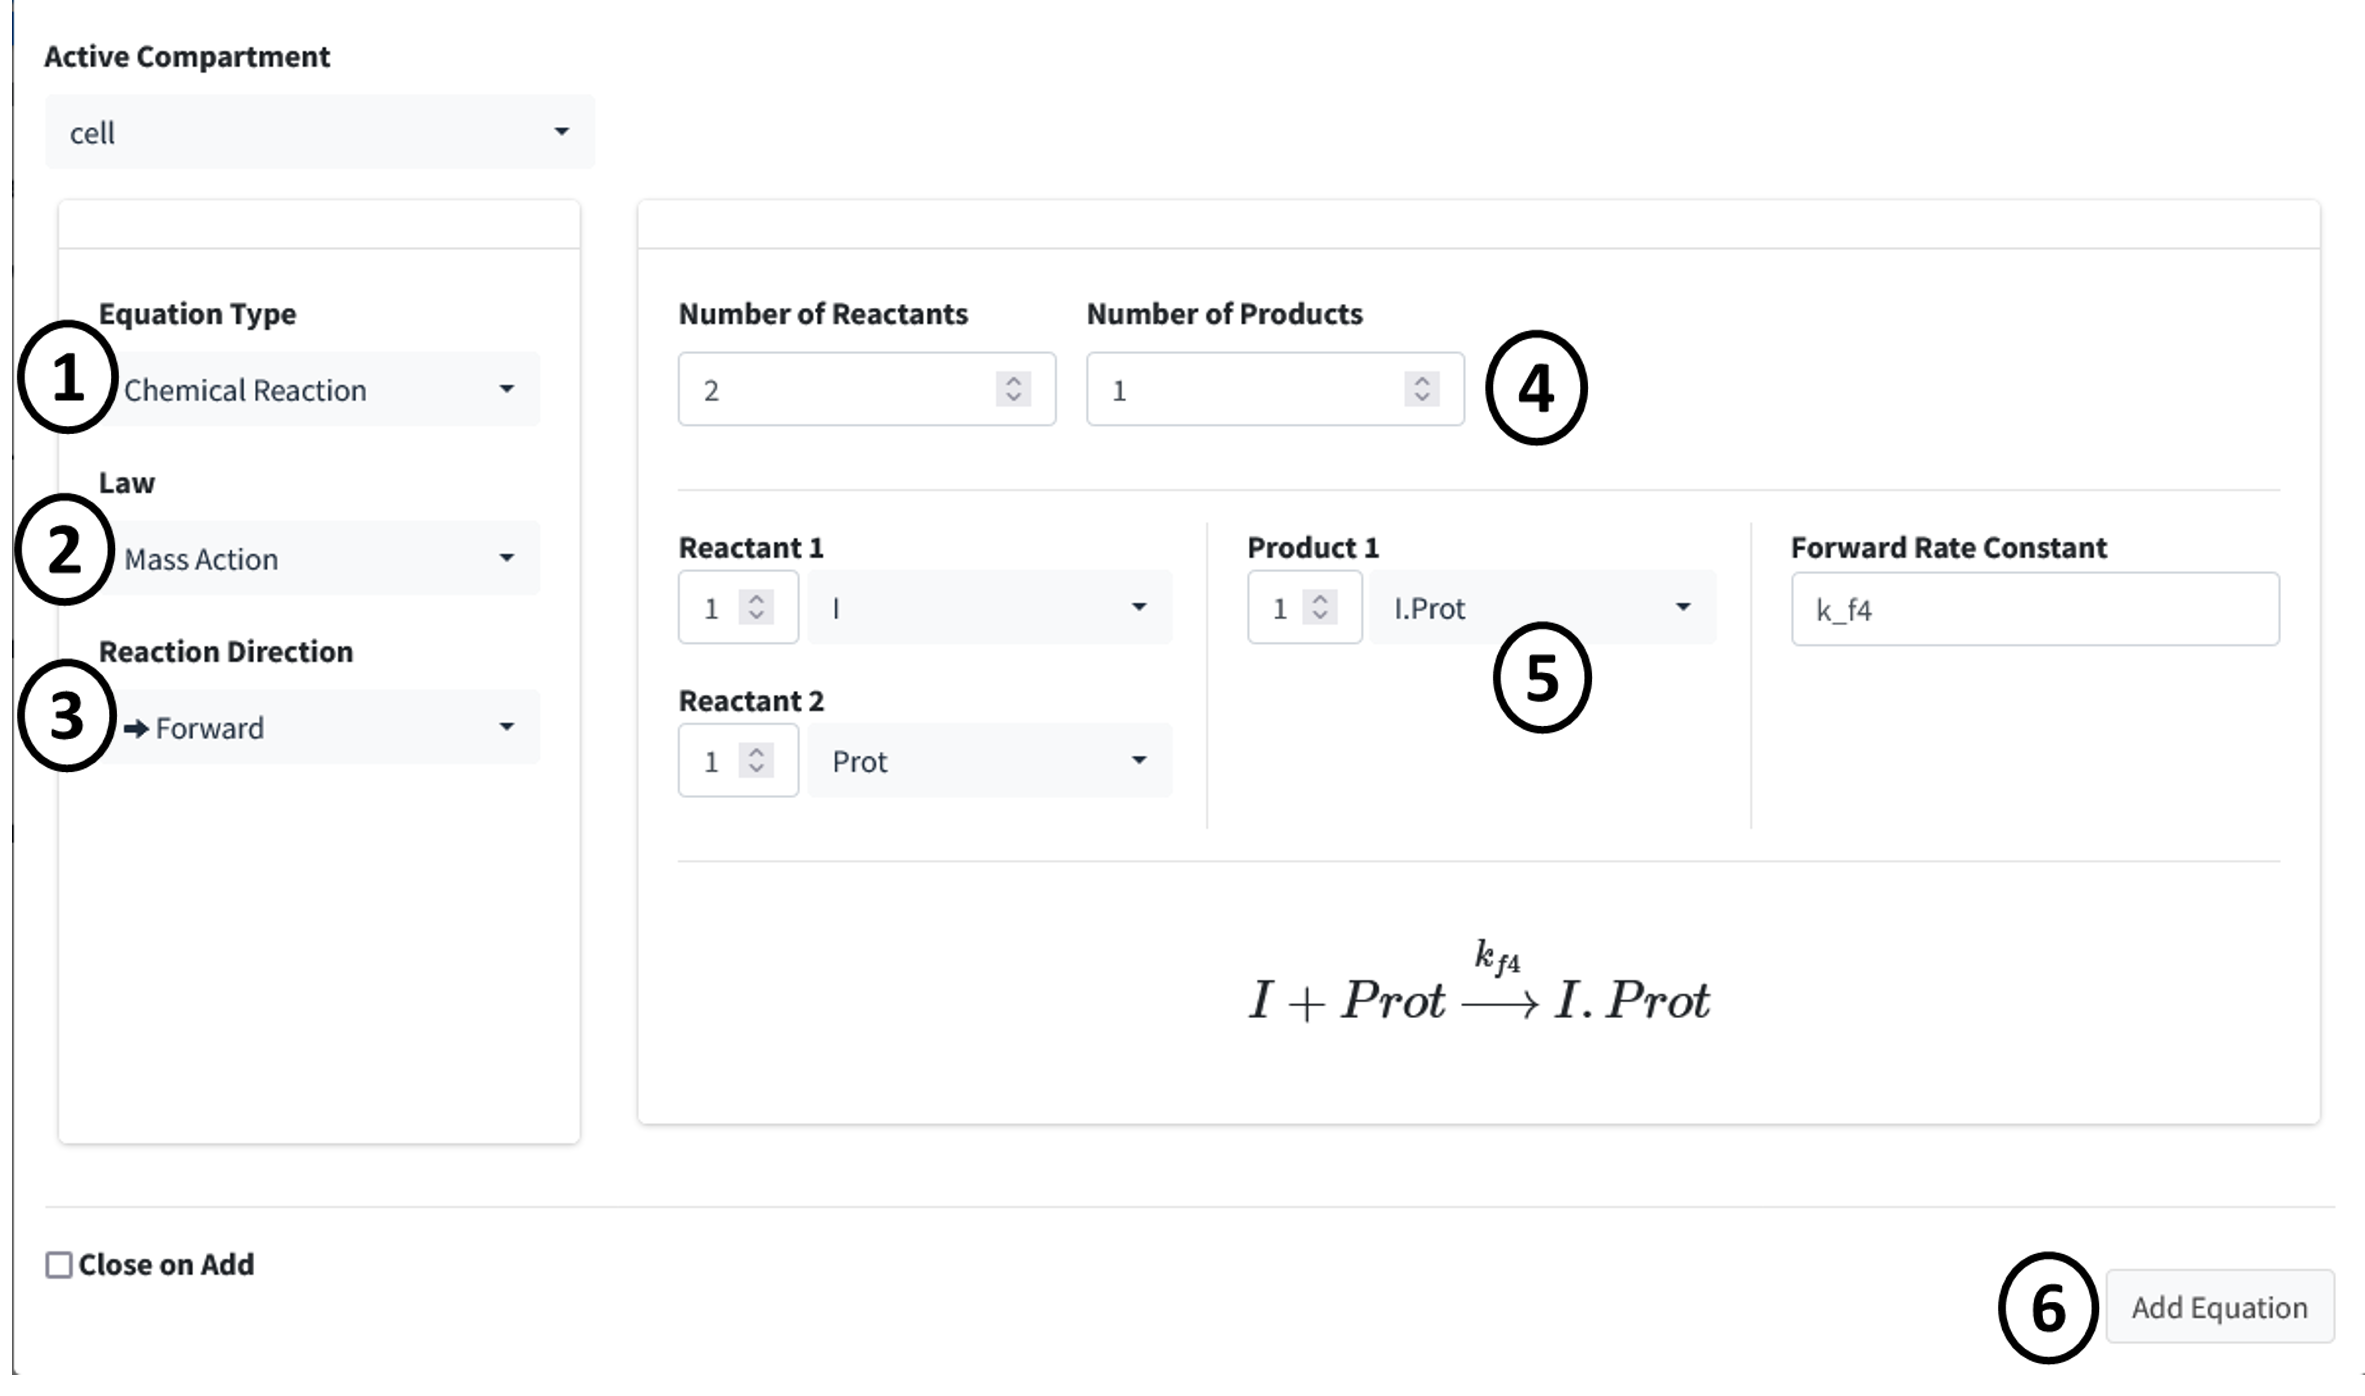 Active Compartment
cell
Equation Type
1 Chemical Reaction
Law
2 Mass Action
Reaction Direction
3 Forward
Number of Reactants Number of Products
2 1 4
Reactant 1 Product 1 Forward Rate Constant
1 I 1 I.Prot k_f4
5
Reactant 2
1 Prot
k_{f4}
I + Prot ⟶ I. Prot
Close on Add
6 Add Equation